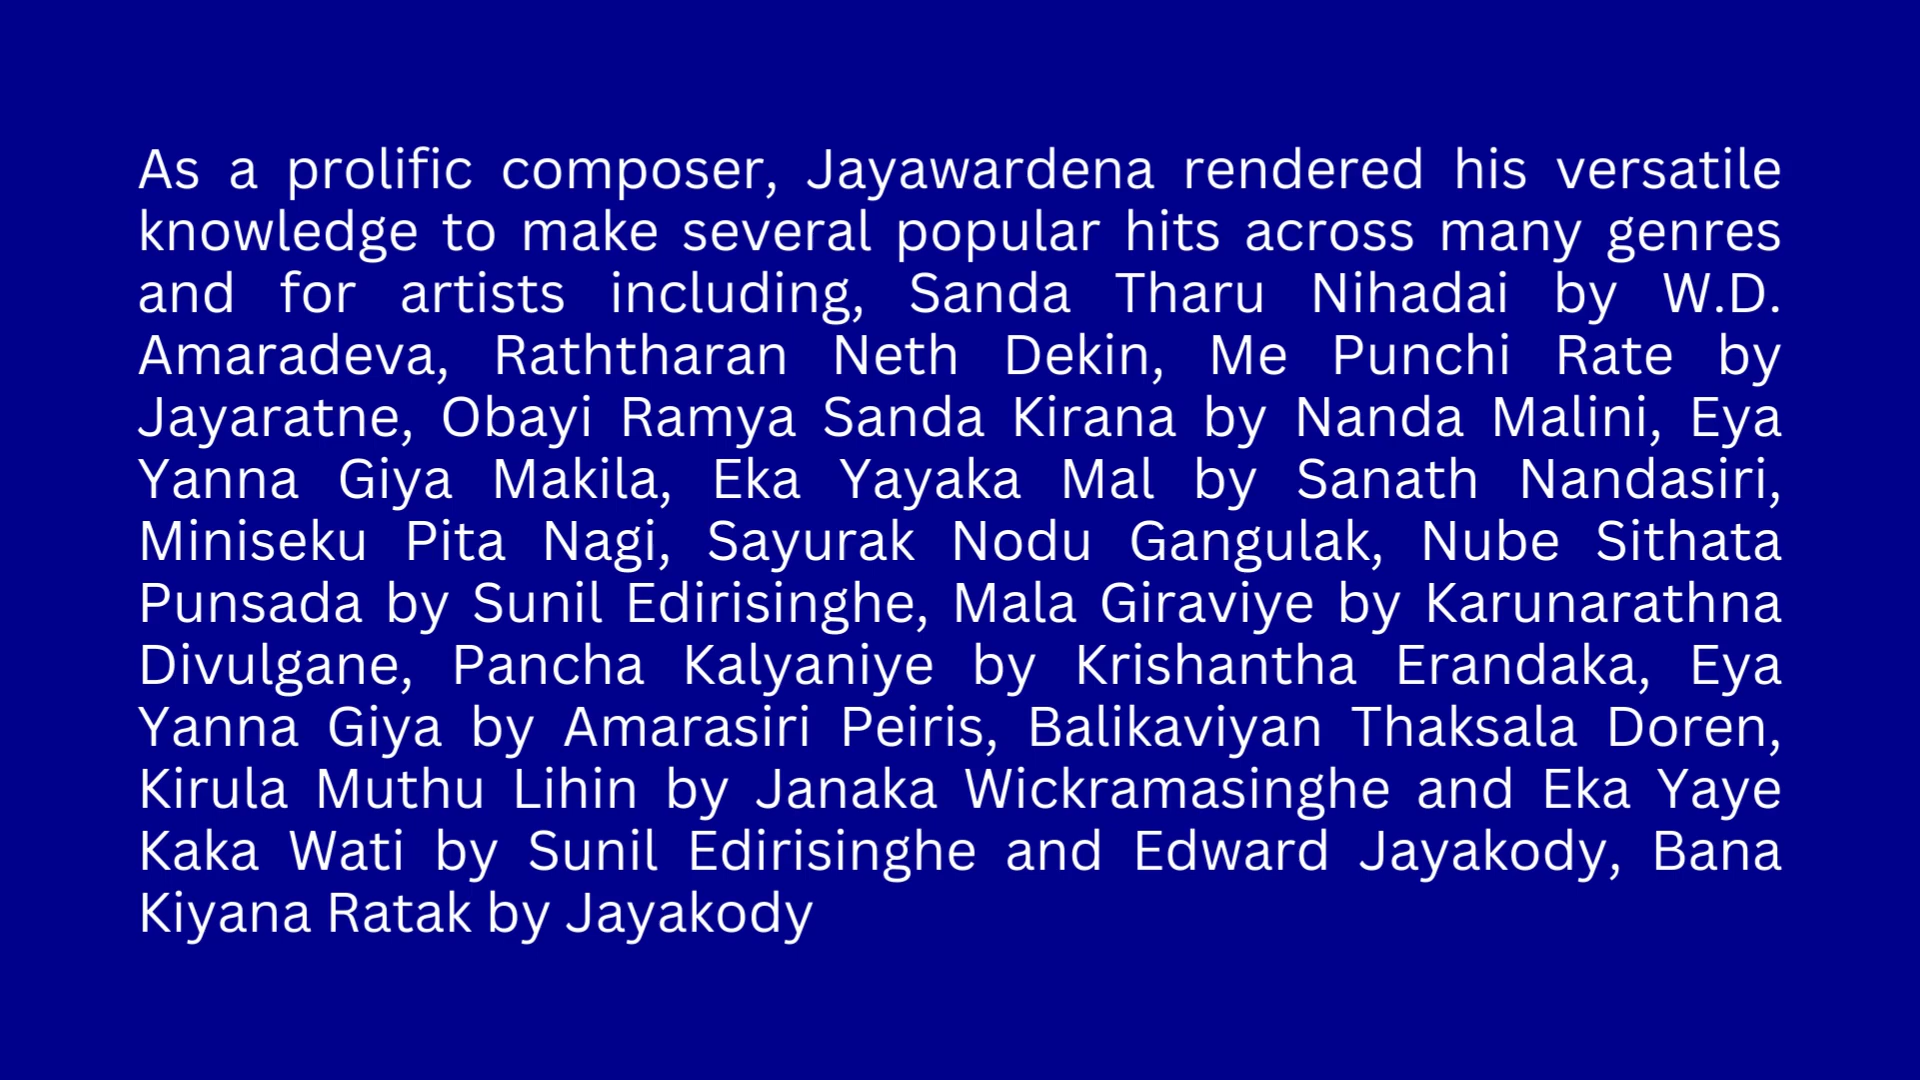 As a prolific composer, Jayawardena rendered his versatile
knowledge to make several popular hits across many genres
and for artists including, Sanda Tharu Nihadai by W.D.
Amaradeva, Raththaran Neth Dekin, Me Punchi Rate by
Jayaratne, Obayi Ramya Sanda Kirana by Nanda Malini, Eya
Yanna Giya Makila, Eka Yayaka Mal by Sanath Nandasiri,
Miniseku Pita Nagi, Sayurak Nodu Gangulak, Nube Sithata
Punsada by Sunil Edirisinghe, Mala Giraviye by Karunarathna
Divulgane, Pancha Kalyaniye by Krishantha Erandaka, Eya
Yanna Giya by Amarasiri Peiris, Balikaviyan Thaksala Doren,
Kirula Muthu Lihin by Janaka Wickramasinghe and Eka Yaye
Kaka Wati by Sunil Edirisinghe and Edward Jayakody, Bana
Kiyana Ratak by Jayakody